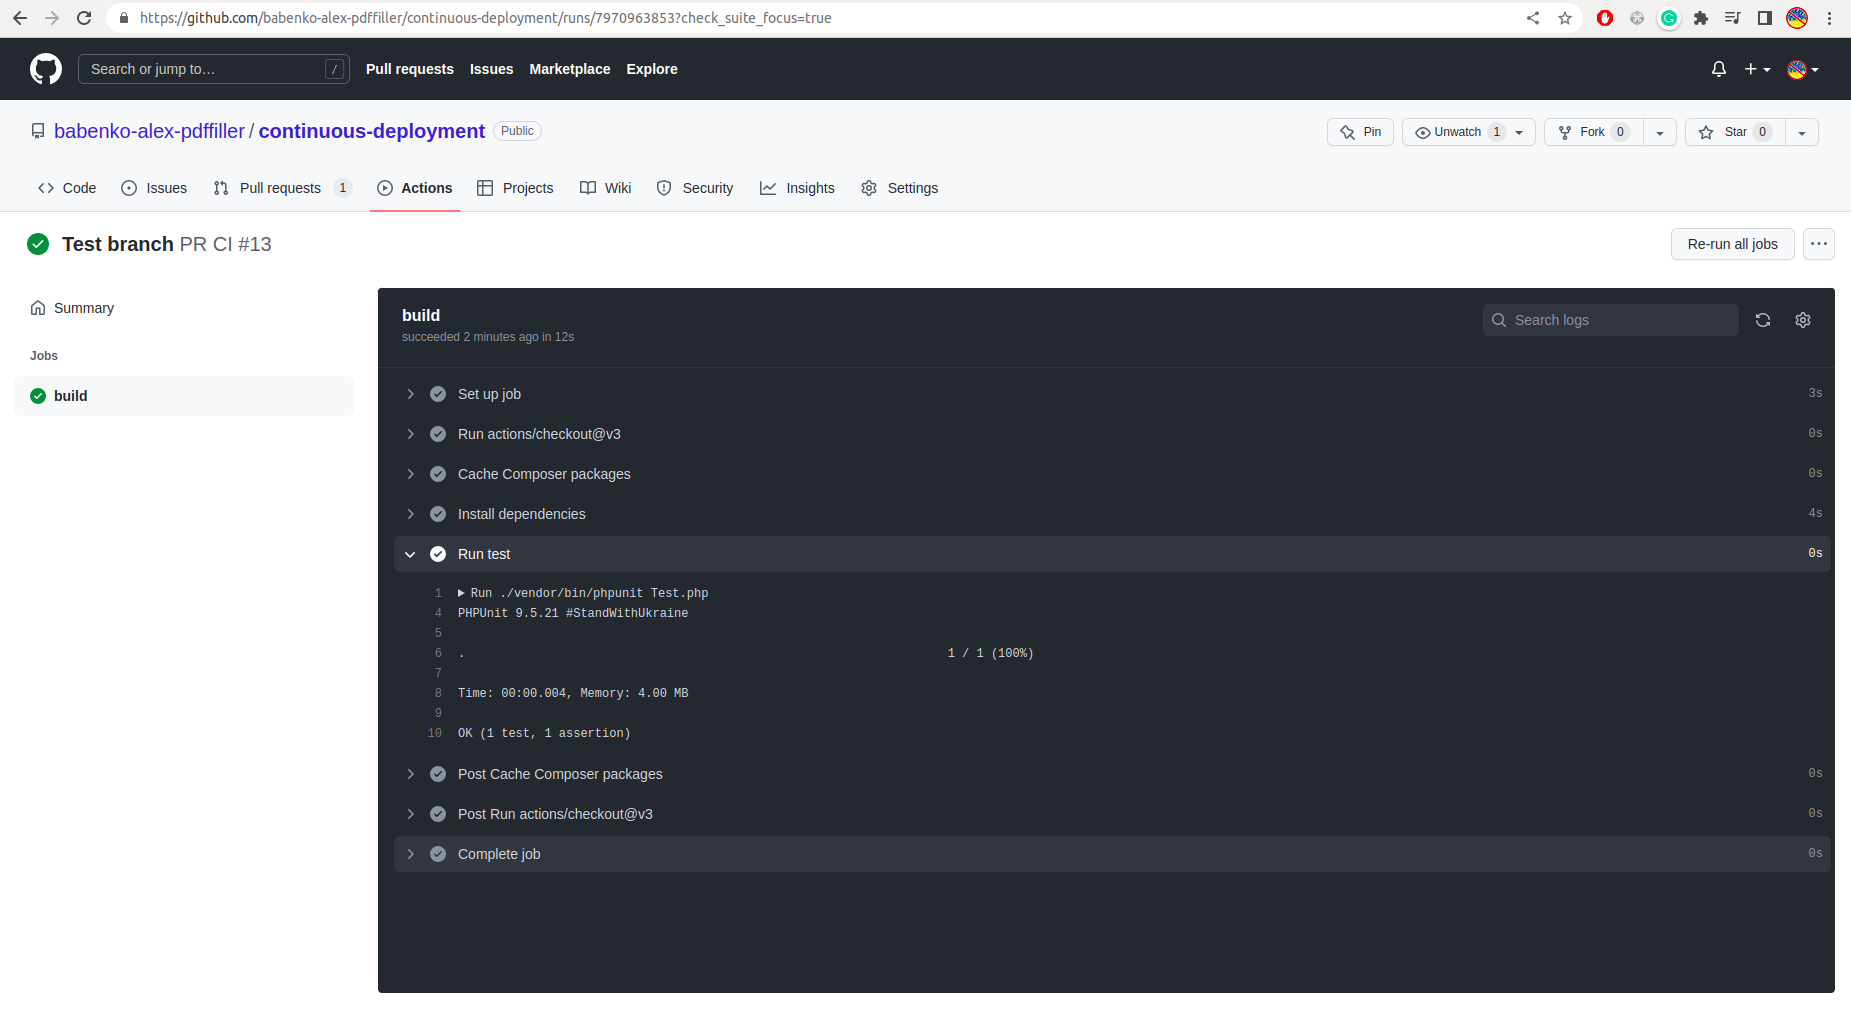 https://github.com/babenko-alex-pdffiller/continuous-deployment/runs/7970963853?check_suite_focus=true
Search or jump to… /
Pull requests Issues Marketplace Explore
babenko-alex-pdffiller / continuous-deployment Public
Pin Unwatch 1 Fork 0 Star 0
Code Issues Pull requests 1 Actions Projects Wiki Security Insights Settings
Test branch PR CI #13
Re-run all jobs
Summary
Jobs
build
build
succeeded 2 minutes ago in 12s
Search logs
Set up job 3s
Run actions/checkout@v3 0s
Cache Composer packages 0s
Install dependencies 4s
Run test 0s
1 Run ./vendor/bin/phpunit Test.php
4 PHPUnit 9.5.21 #StandWithUkraine
5
6 . 1 / 1 (100%)
7
8 Time: 00:00.004, Memory: 4.00 MB
9
10 OK (1 test, 1 assertion)
Post Cache Composer packages 0s
Post Run actions/checkout@v3 0s
Complete job 0s